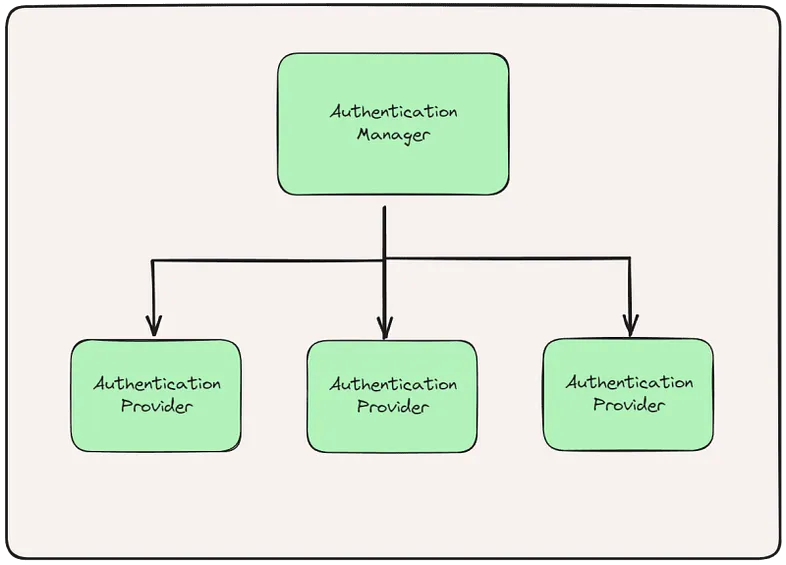 Authentication
Manager
Authentication
Provider
Authentication
Provider
Authentication
Provider